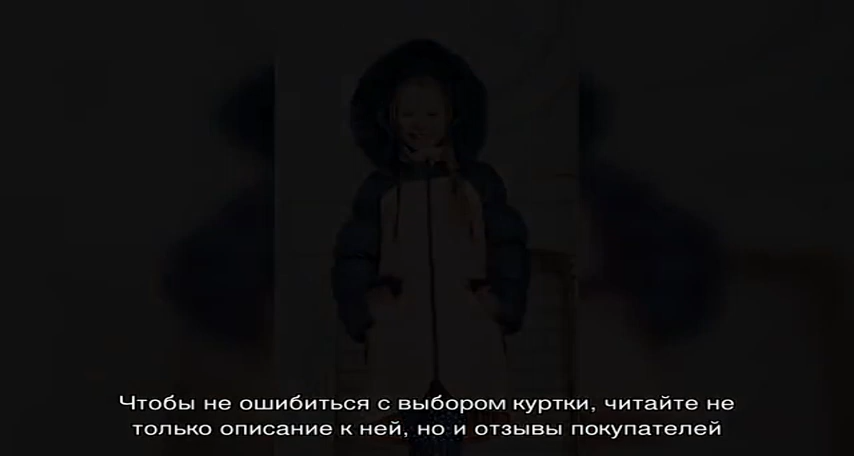 Чтобы не ошибиться с выбором куртки, читайте не
только описание к ней, но и отзывы покупателей